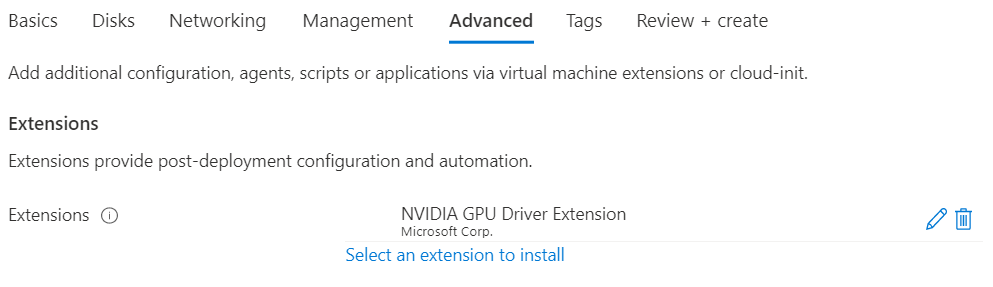 Basics Disks Networking Management Advanced Tags Review + create
Add additional configuration, agents, scripts or applications via virtual machine extensions or cloud-init.
Extensions
Extensions provide post-deployment configuration and automation.
Extensions NVIDIA GPU Driver Extension
Microsoft Corp.
Select an extension to install